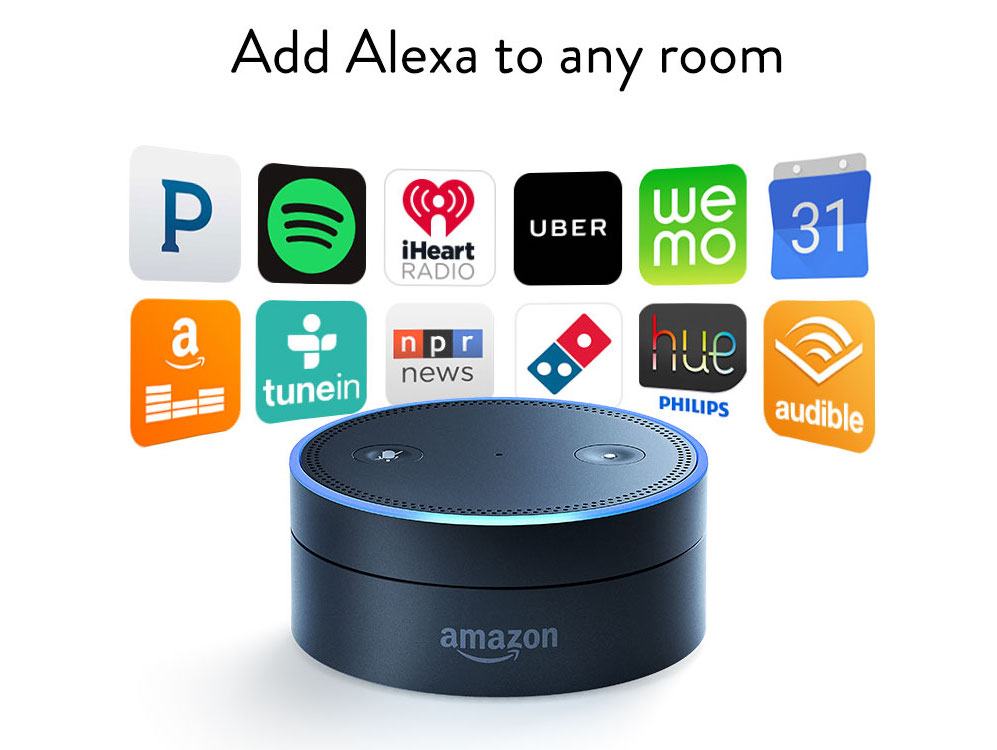 Add Alexa to any room
P
iHeart
RADIO
UBER
we
mo
31
a
tunein
npr
news
hue
PHILIPS
audible
amazon